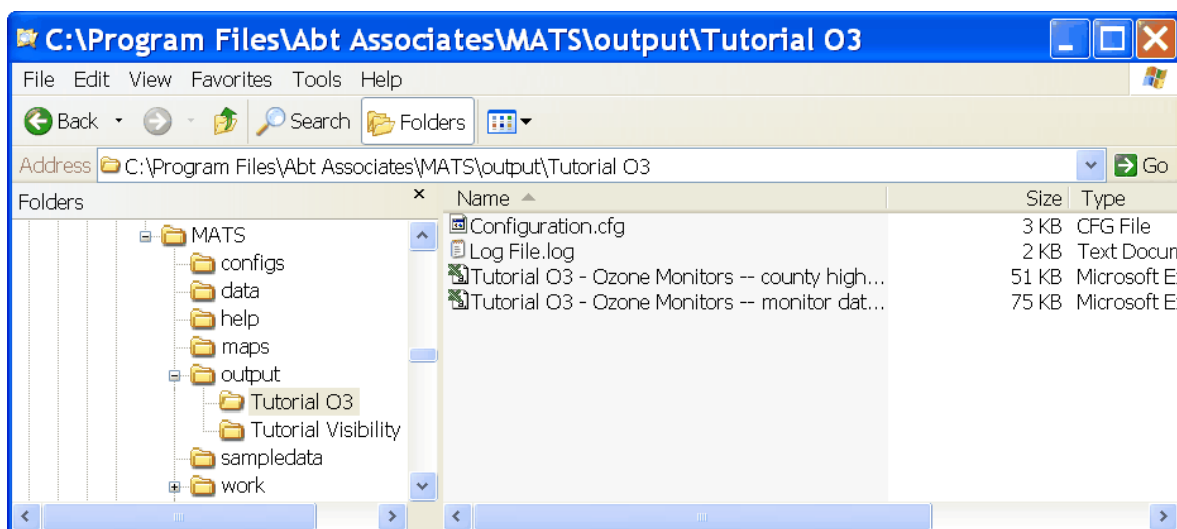 C:\Program Files\Abt Associates\MATS\output\Tutorial O3
File Edit View Favorites Tools Help
Back Search Folders
Address C:\Program Files\Abt Associates\MATS\output\Tutorial O3 Go
Folders × Name Size Type
MATS
configs
data
help
maps
output
Tutorial O3
Tutorial Visibility
sampledata
work
Configuration.cfg 3 KB CFG File
Log File.log 2 KB Text Docum
Tutorial O3 - Ozone Monitors -- county high... 51 KB Microsoft E
Tutorial O3 - Ozone Monitors -- monitor dat... 75 KB Microsoft E